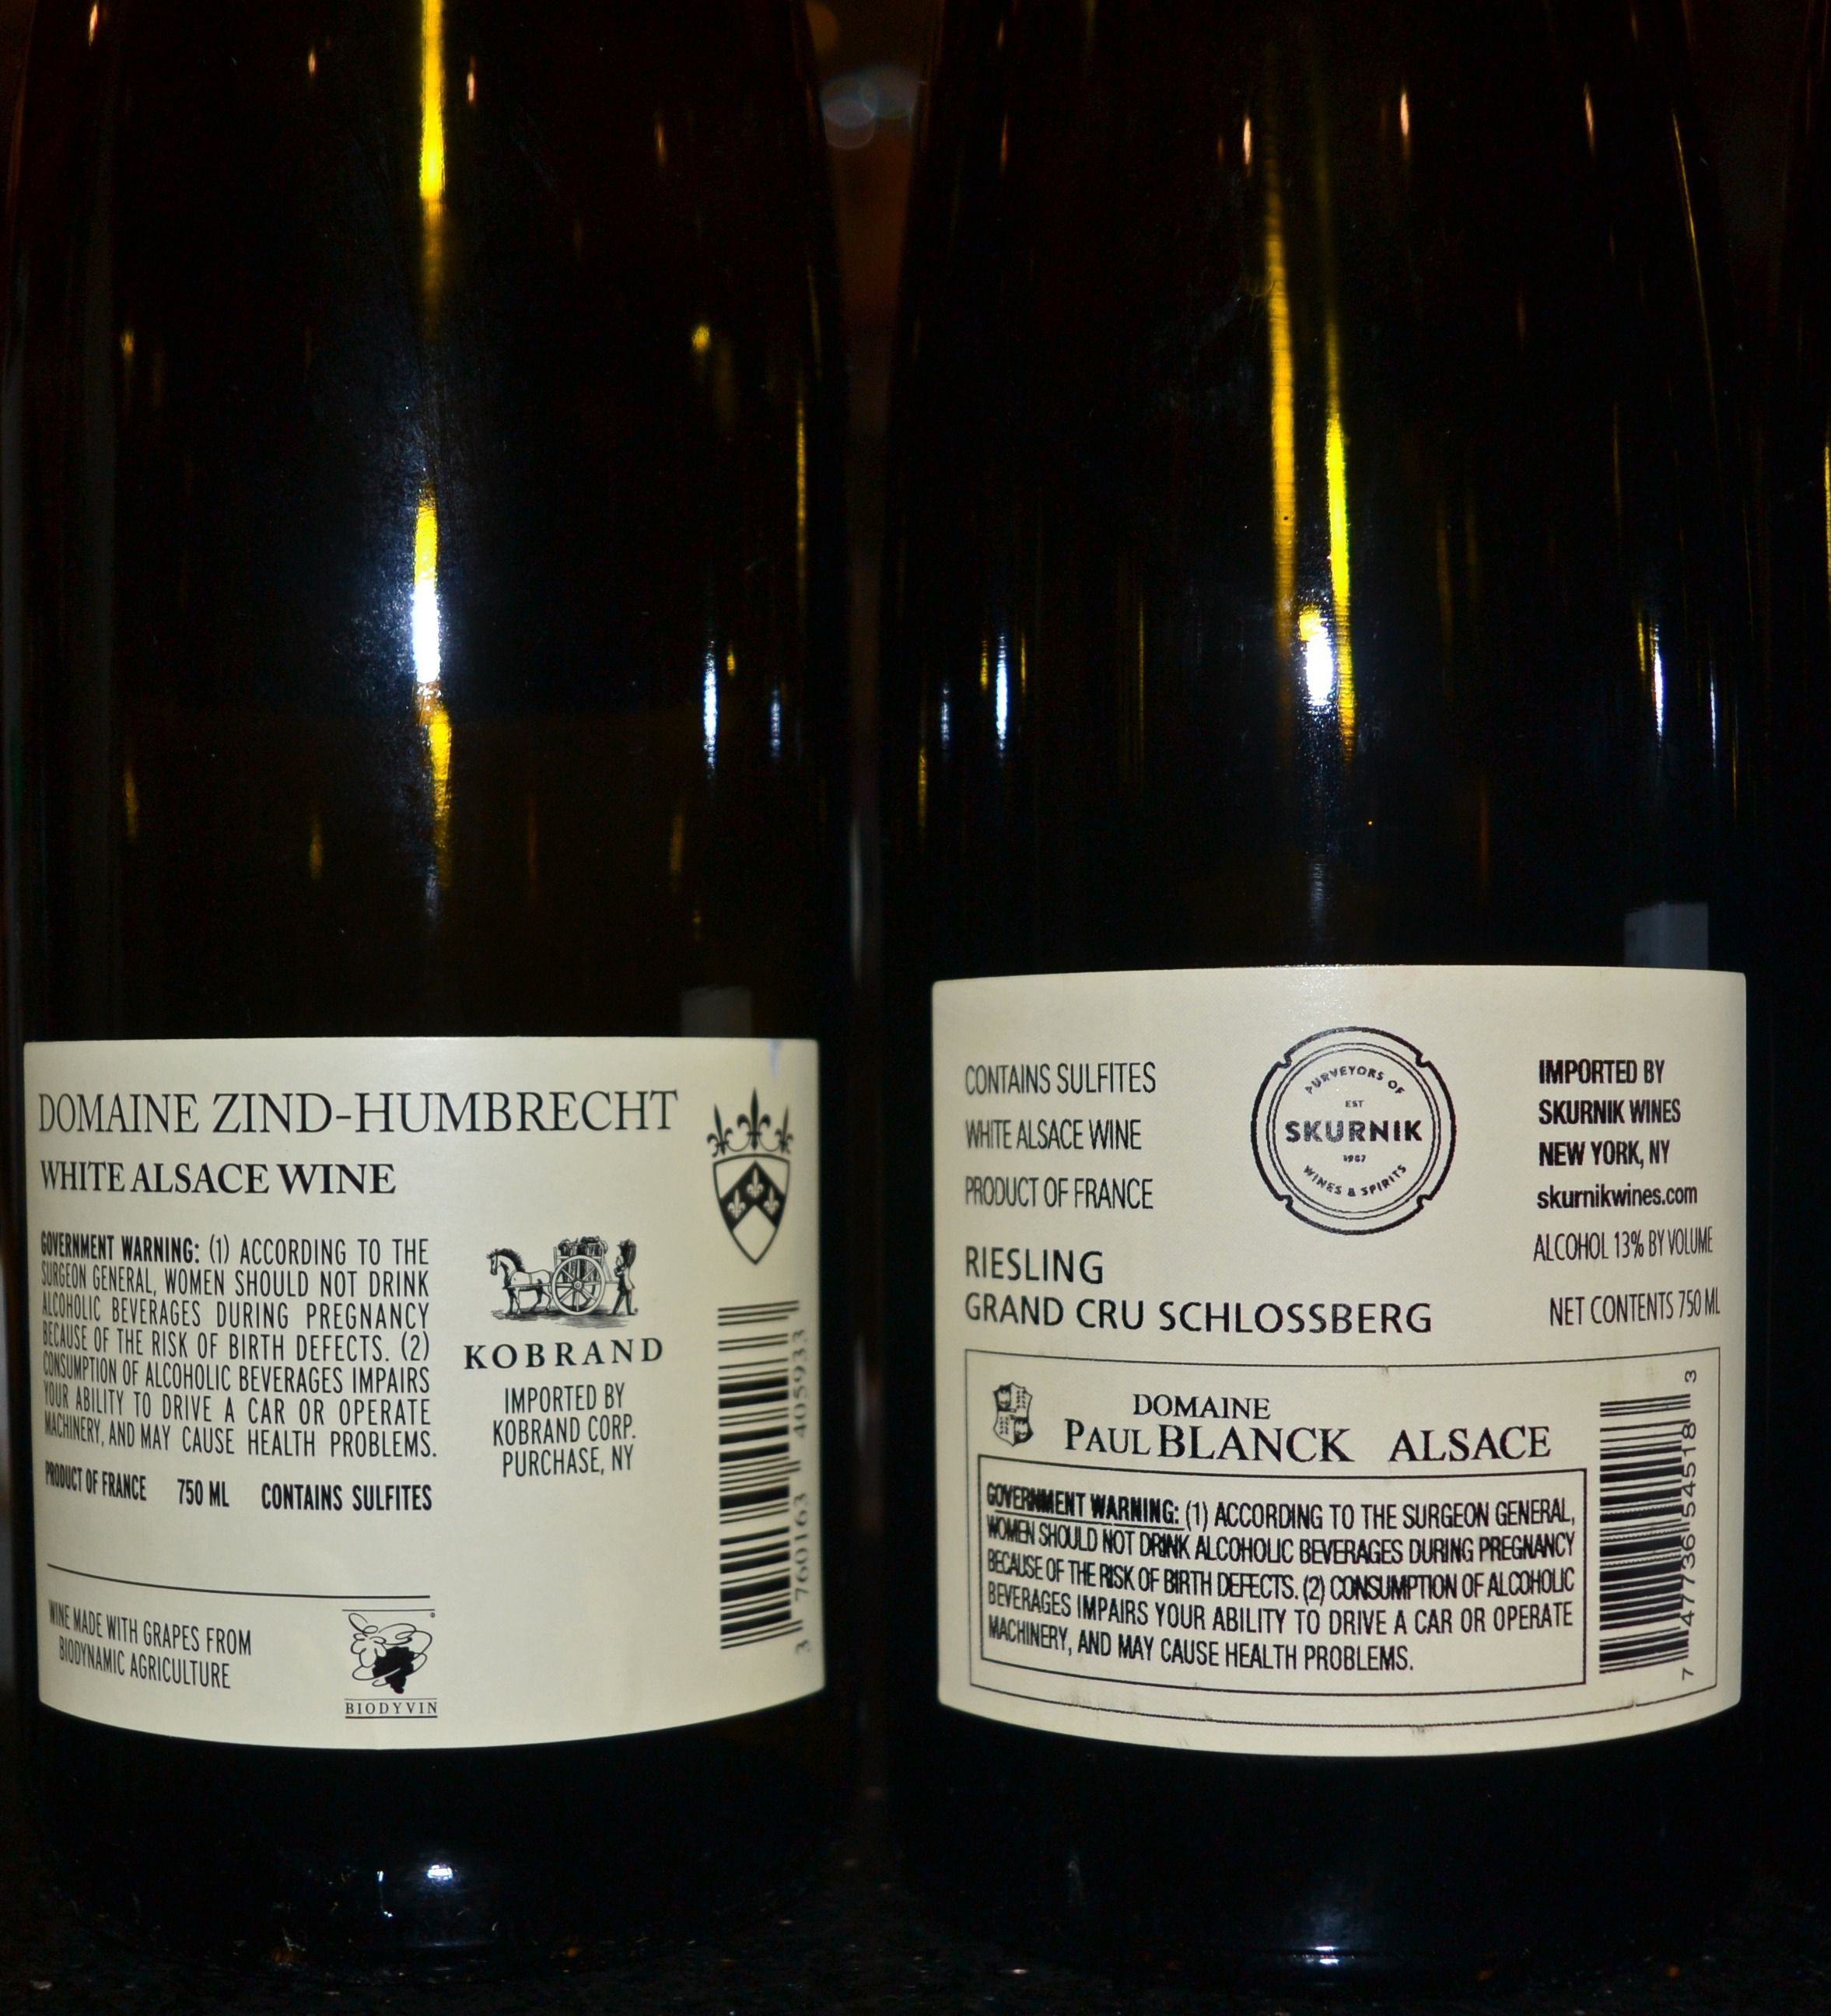 DOMAINE ZIND-HUMBRECHT
WHITE ALSACE WINE
GOVERNMENT WARNING: (1) ACCORDING TO THE
SURGEON GENERAL, WOMEN SHOULD NOT DRINK
ALCOHOLIC BEVERAGES DURING PREGNANCY
BECAUSE OF THE RISK OF BIRTH DEFECTS. (2)
CONSUMPTION OF ALCOHOLIC BEVERAGES IMPAIRS
YOUR ABILITY TO DRIVE A CAR OR OPERATE
MACHINERY, AND MAY CAUSE HEALTH PROBLEMS.
PRODUCT OF FRANCE 750 ML CONTAINS SULFITES
KOBRAND
IMPORTED BY
KOBRAND CORP.
PURCHASE, NY
WINE MADE WITH GRAPES FROM
BIODYNAMIC AGRICULTURE
BIODYVIN
3 760163 405933
CONTAINS SULFITES
WHITE ALSACE WINE
PRODUCT OF FRANCE
PURVEYORS OF
EST
SKURNIK
1987
WINES & SPIRITS
IMPORTED BY
SKURNIK WINES
NEW YORK, NY
skurnikwines.com
ALCOHOL 13% BY VOLUME
NET CONTENTS 750 ML
RIESLING
GRAND CRU SCHLOSSBERG
DOMAINE
PAUL BLANCK ALSACE
GOVERNMENT WARNING: (1) ACCORDING TO THE SURGEON GENERAL,
WOMEN SHOULD NOT DRINK ALCOHOLIC BEVERAGES DURING PREGNANCY
BECAUSE OF THE RISK OF BIRTH DEFECTS. (2) CONSUMPTION OF ALCOHOLIC
BEVERAGES IMPAIRS YOUR ABILITY TO DRIVE A CAR OR OPERATE
MACHINERY, AND MAY CAUSE HEALTH PROBLEMS.
7 47736 54518 3